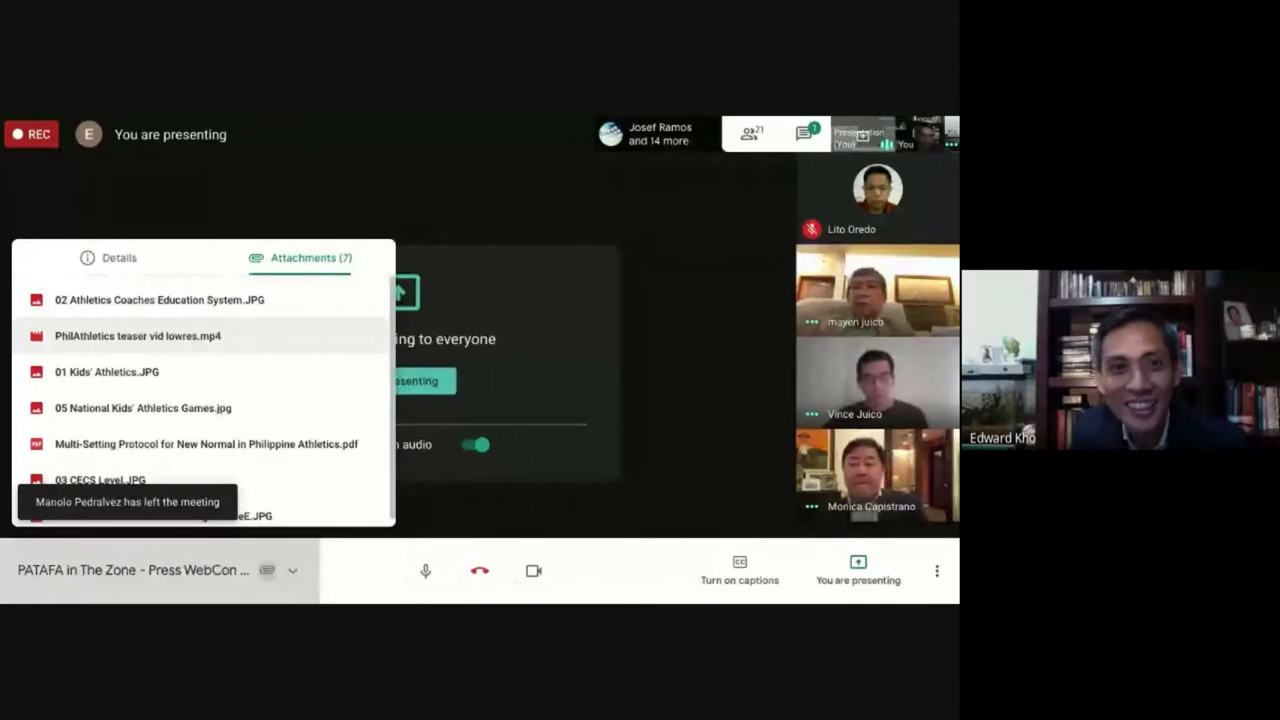 REC
E
You are presenting
Josef Ramos
and 14 more
21
Presentation
(You)
You
Lito Oredo
Details
Attachments (7)
02 Athletics Coaches Education System.JPG
PhilAthletics teaser vid lowres.mp4
01 Kids' Athletics.JPG
05 National Kids' Athletics Games.jpg
Multi-Setting Protocol for New Normal in Philippine Athletics.pdf
03 CECS Level.JPG
Manolo Pedralvez has left the meeting
eE.JPG
ing to everyone
esenting
audio
mayen juico
Vince Juico
Monica Capistrano
Edward Kho
PATAFA in The Zone - Press WebCon ...
Turn on captions
You are presenting